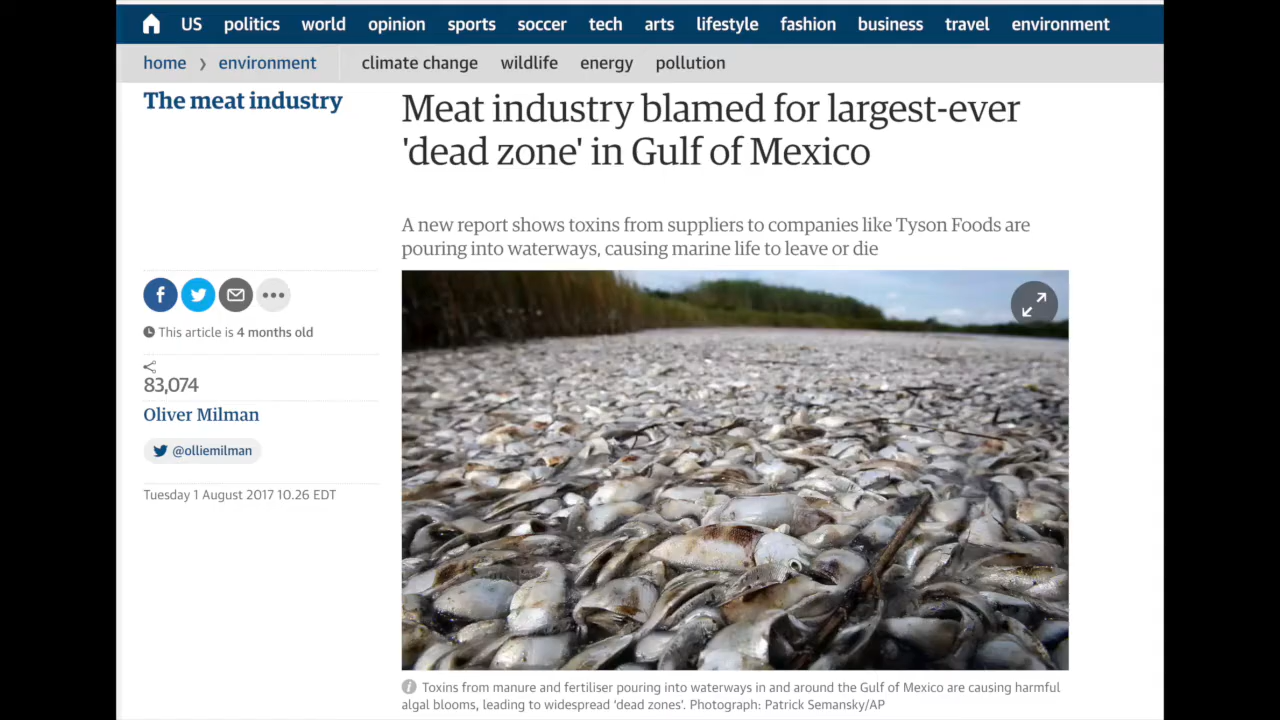 US politics world opinion sports soccer tech arts lifestyle fashion business travel environment
home › environment climate change wildlife energy pollution
The meat industry
Meat industry blamed for largest-ever
'dead zone' in Gulf of Mexico
A new report shows toxins from suppliers to companies like Tyson Foods are
pouring into waterways, causing marine life to leave or die
This article is 4 months old
83,074
Oliver Milman
@olliemilman
Tuesday 1 August 2017 10.26 EDT
Toxins from manure and fertiliser pouring into waterways in and around the Gulf of Mexico are causing harmful
algal blooms, leading to widespread 'dead zones'. Photograph: Patrick Semansky/AP